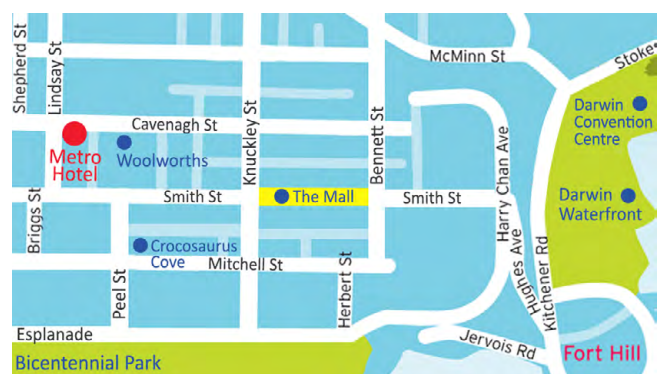 Shepherd St
Lindsay St
McMinn St
Stoke
Cavenagh St
Metro
Hotel
Woolworths
Knuckley St
Bennett St
Harry Chan Ave
Darwin
Convention
Centre
Briggs St
Smith St
The Mall
Smith St
Darwin
Waterfront
Crocosaurus
Cove
Mitchell St
Peel St
Herbert St
Hughes Ave
Kitchener Rd
Esplanade
Jervois Rd
Fort Hill
Bicentennial Park